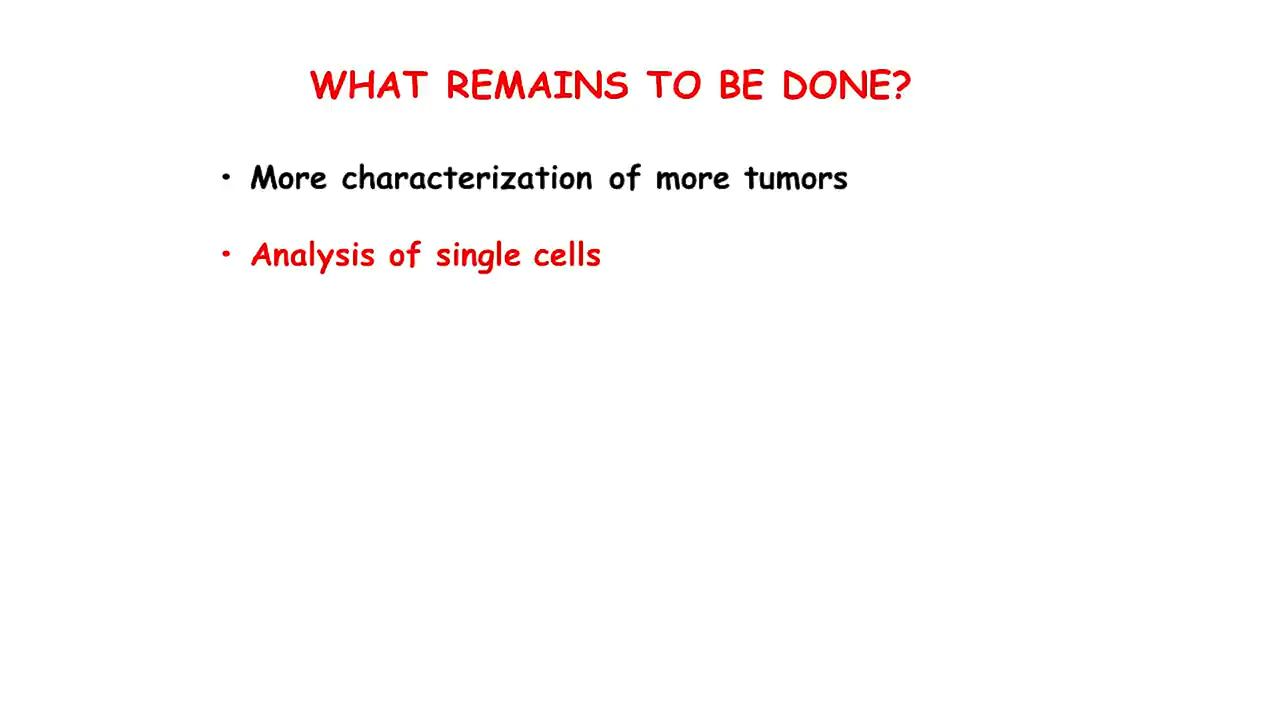 WHAT REMAINS TO BE DONE?
• More characterization of more tumors
• Analysis of single cells